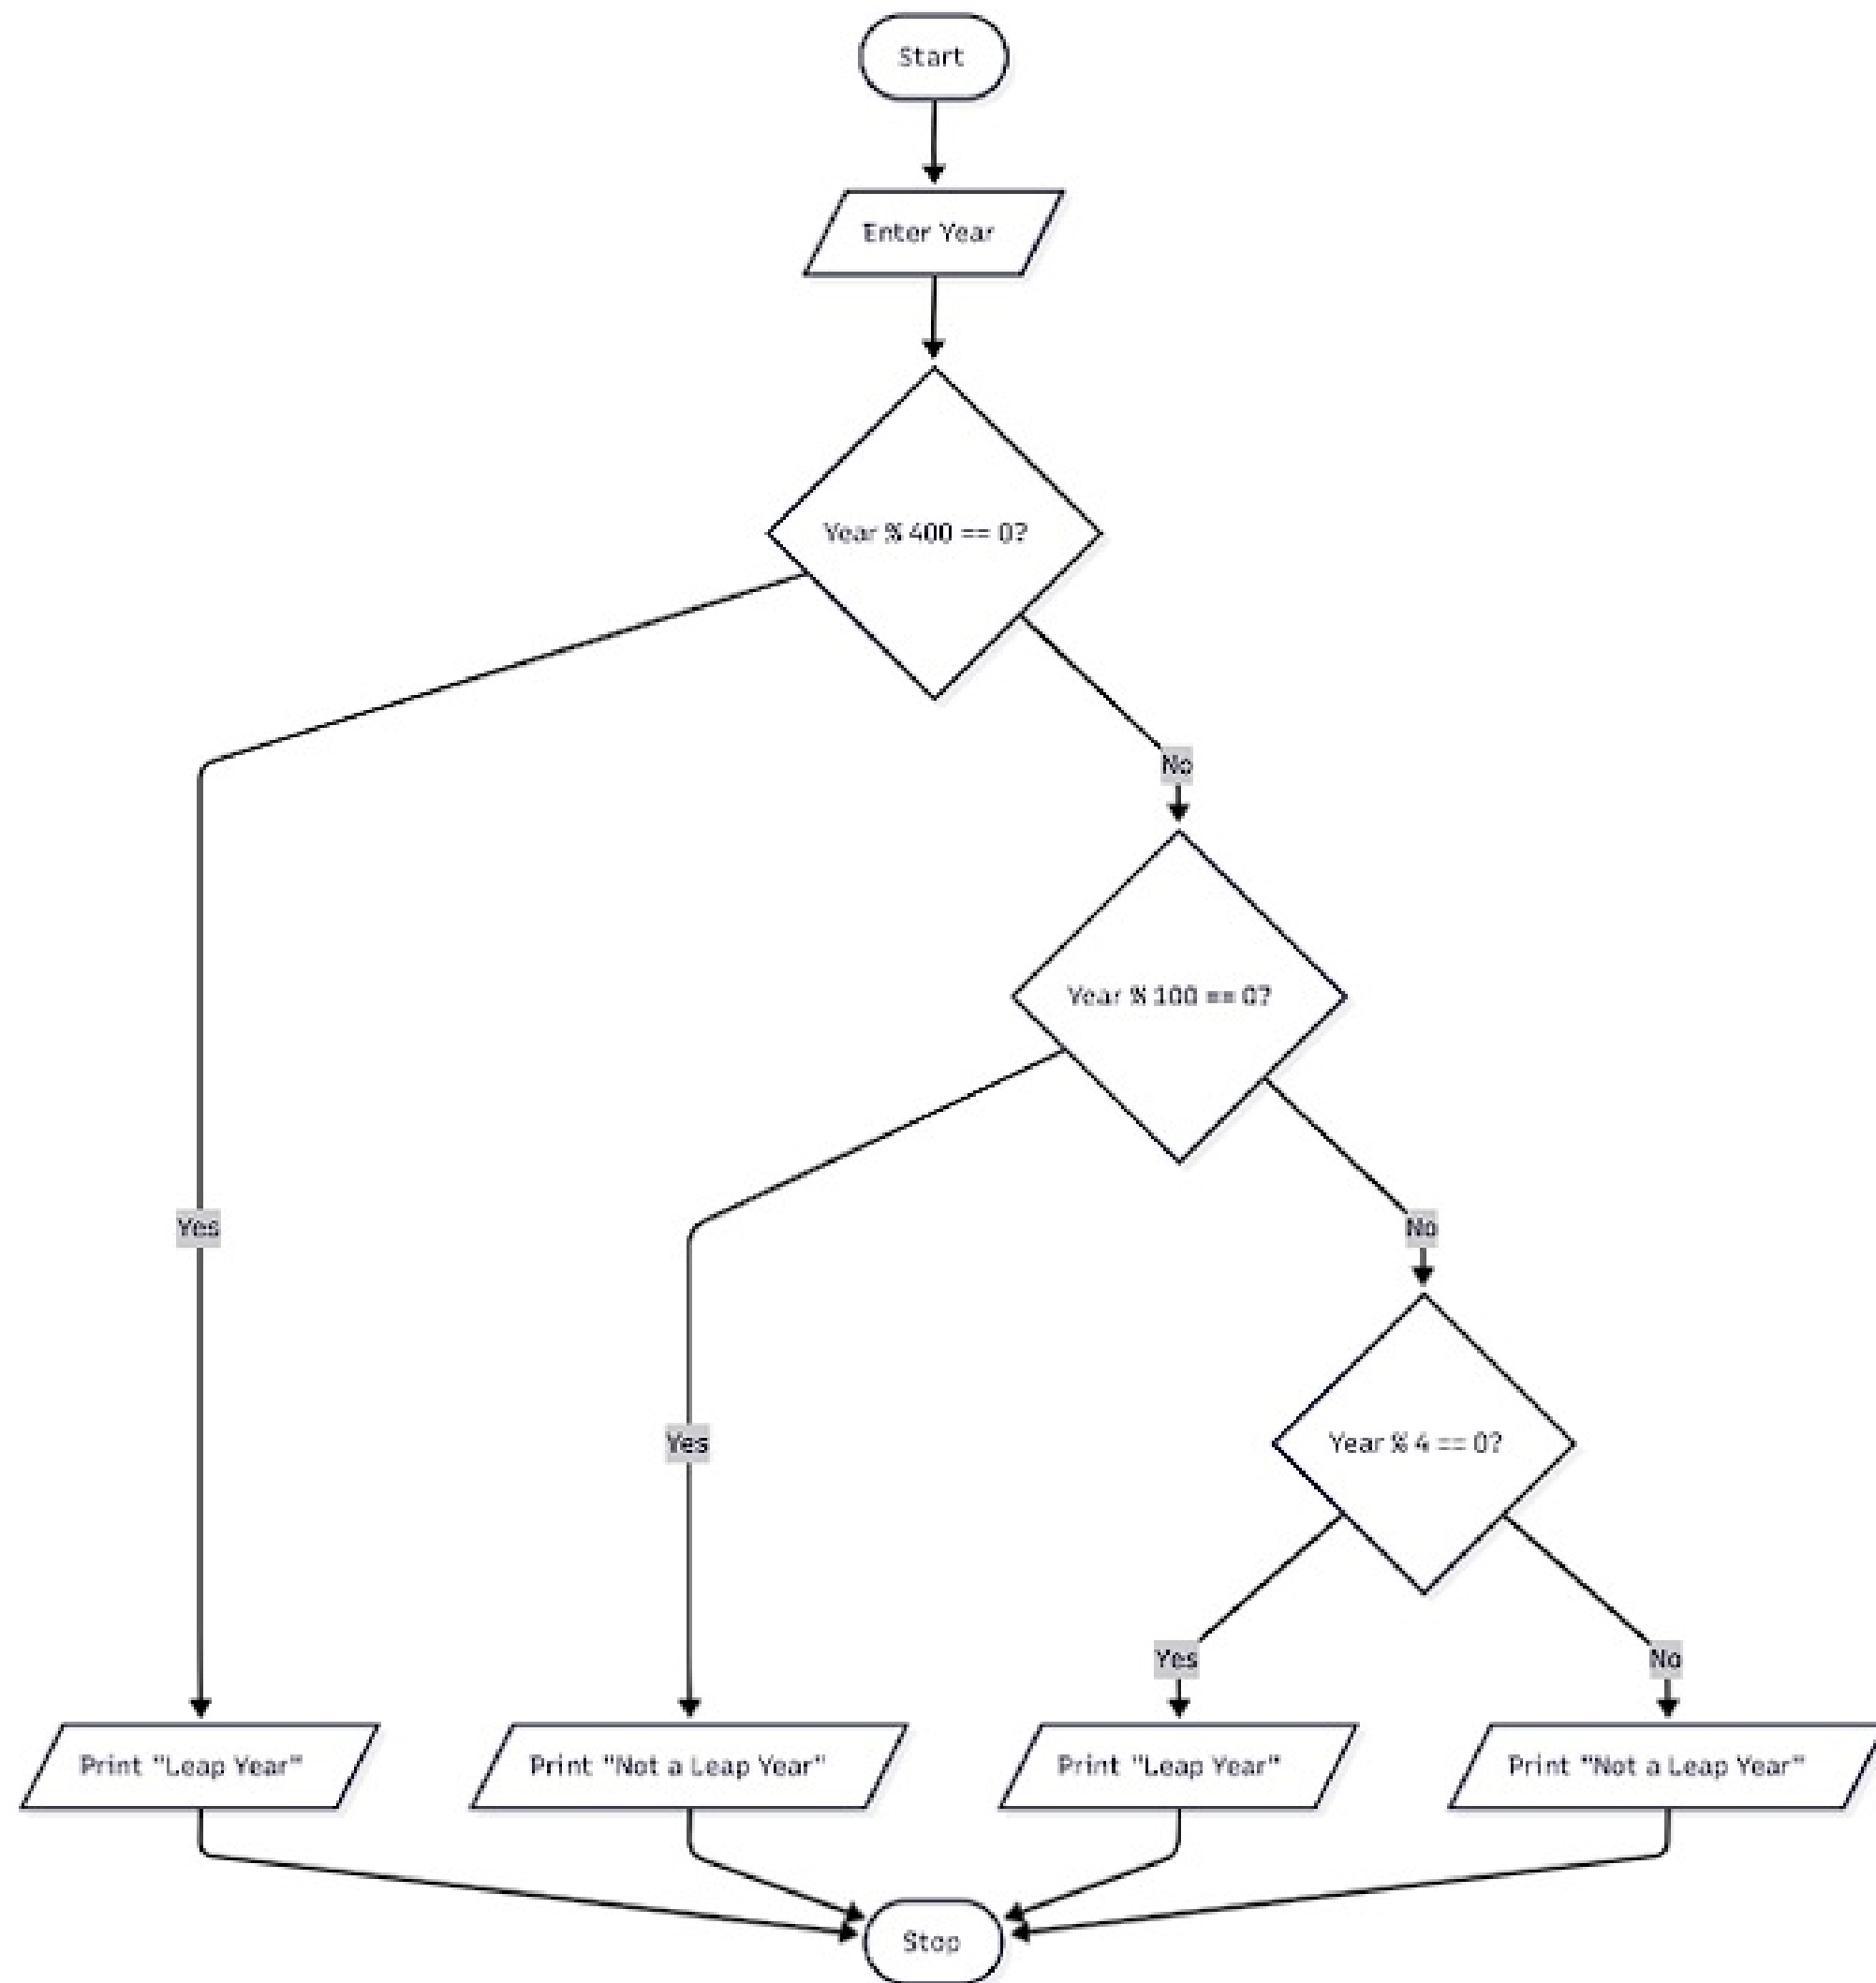 Start
Enter Year
Year % 400 == 0?
No
Year % 100 == 0?
Yes
No
Yes
Year % 4 == 0?
Yes
No
Print "Leap Year"
Print "Not a Leap Year"
Print "Leap Year"
Print "Not a Leap Year"
Stop